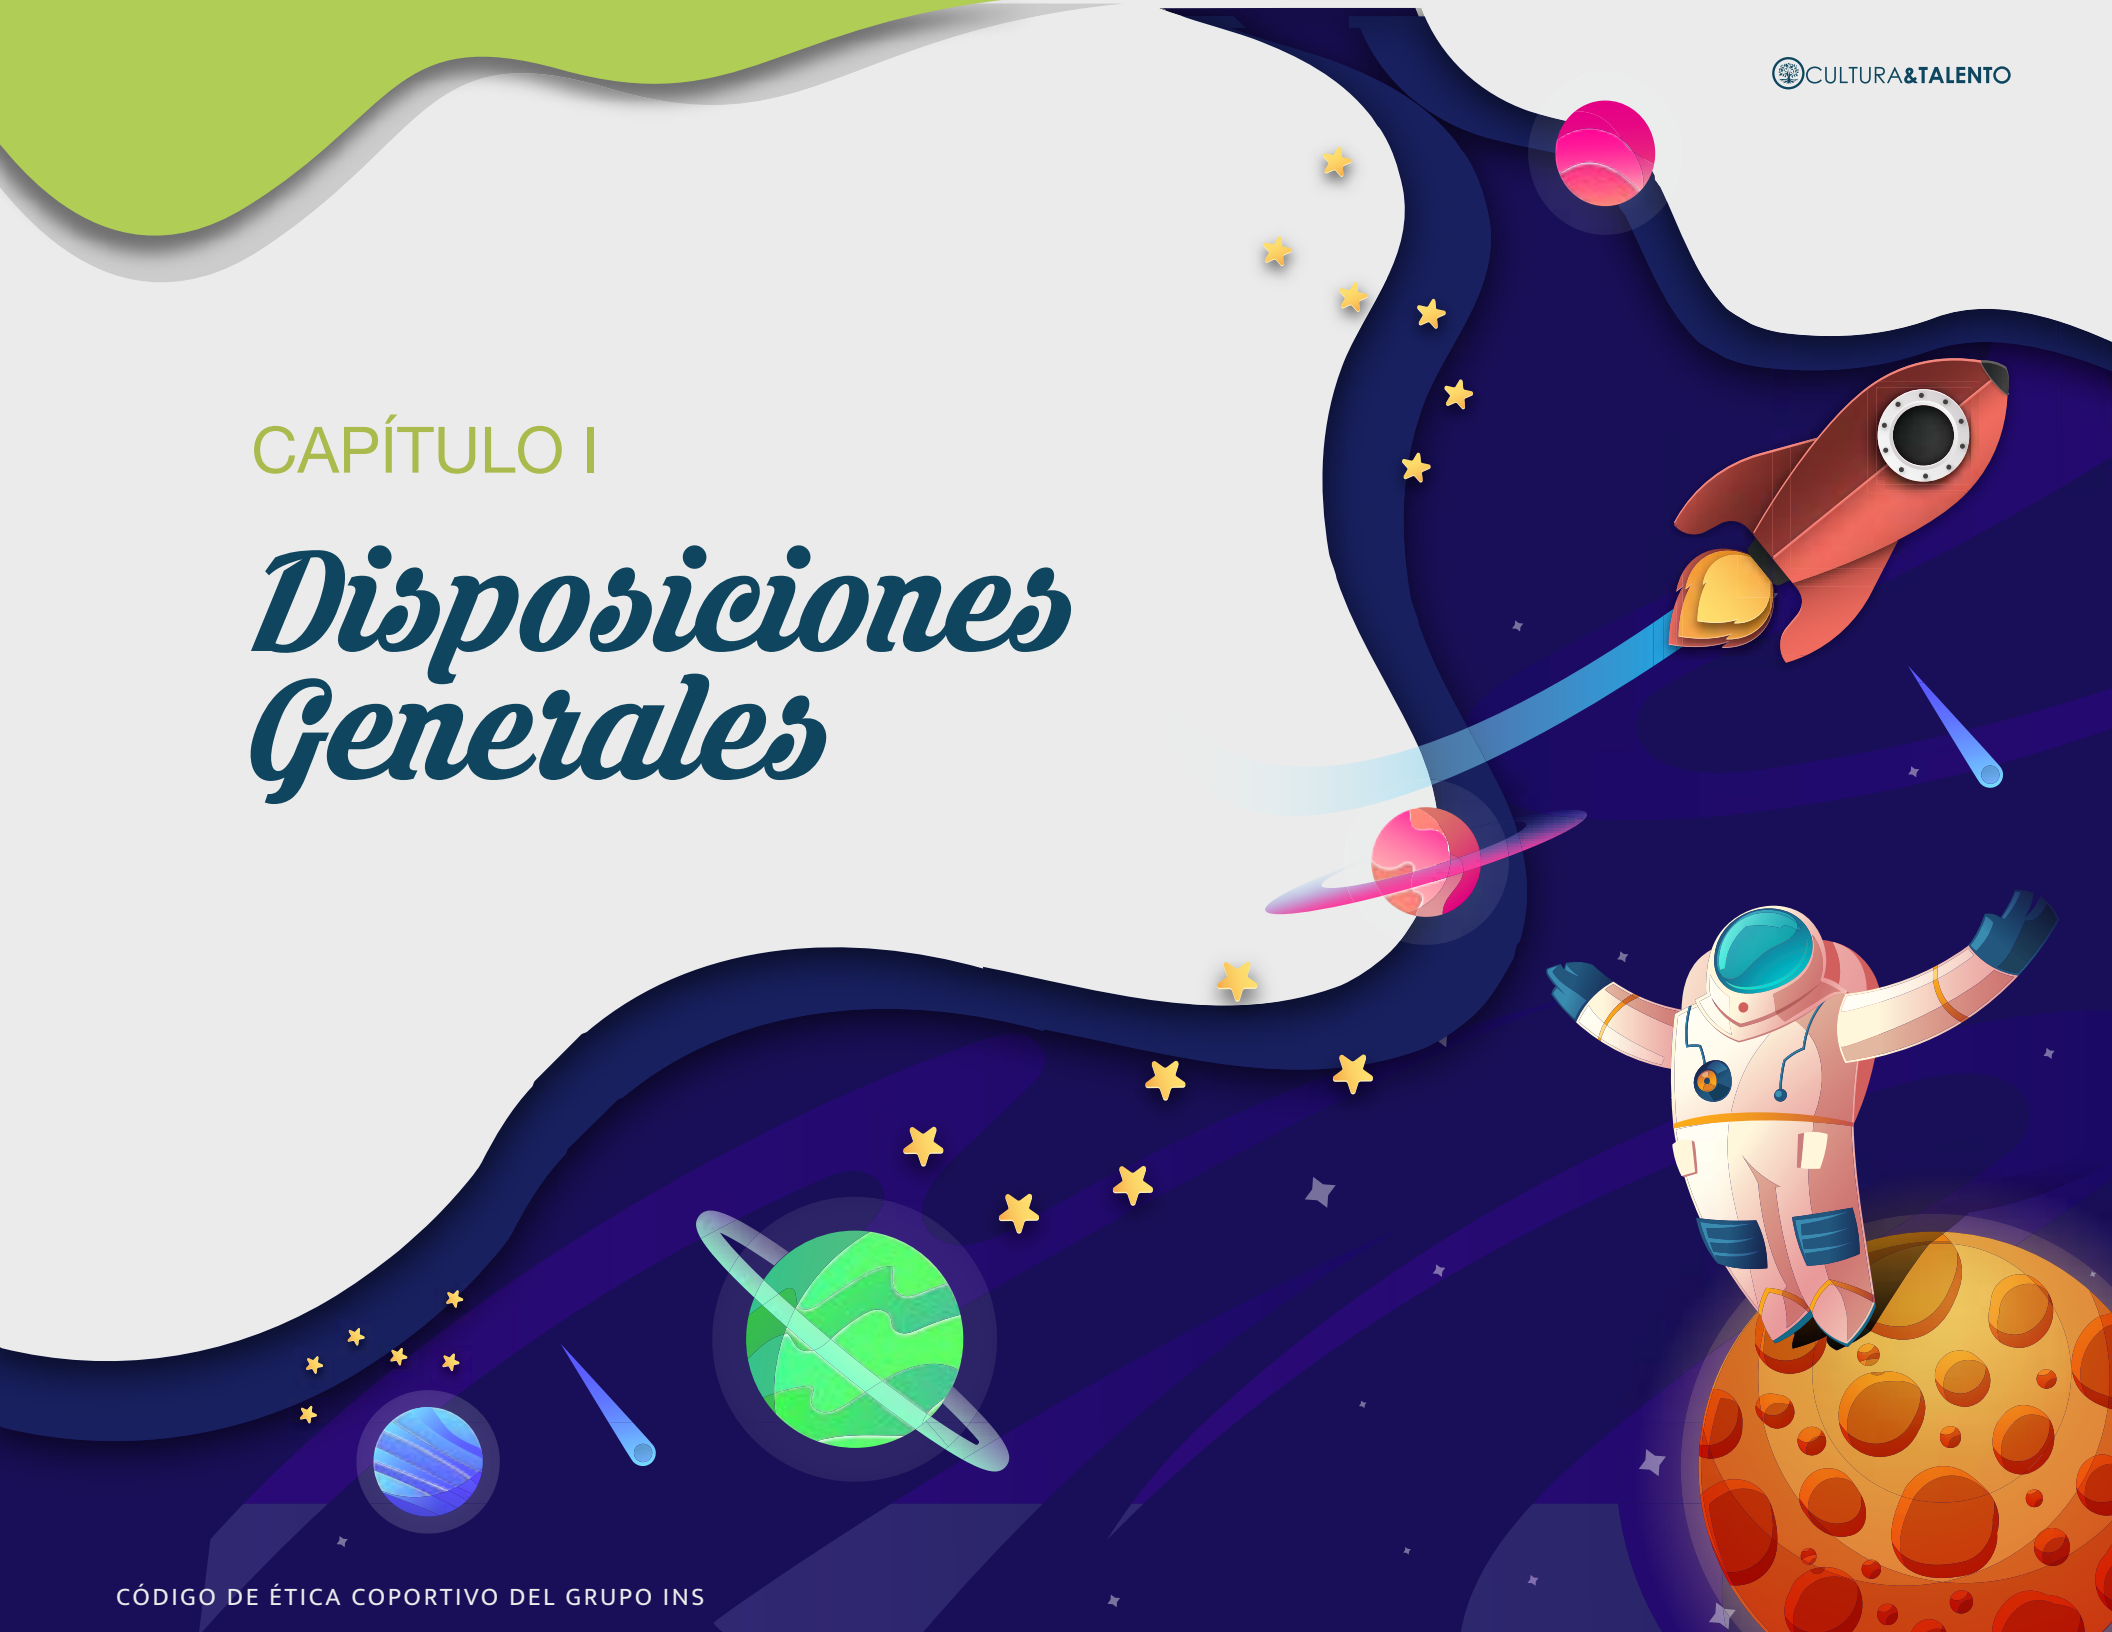 CULTURA&TALENTO
CAPÍTULO I
Disposiciones
Generales
CÓDIGO DE ÉTICA COPORTIVO DEL GRUPO INS